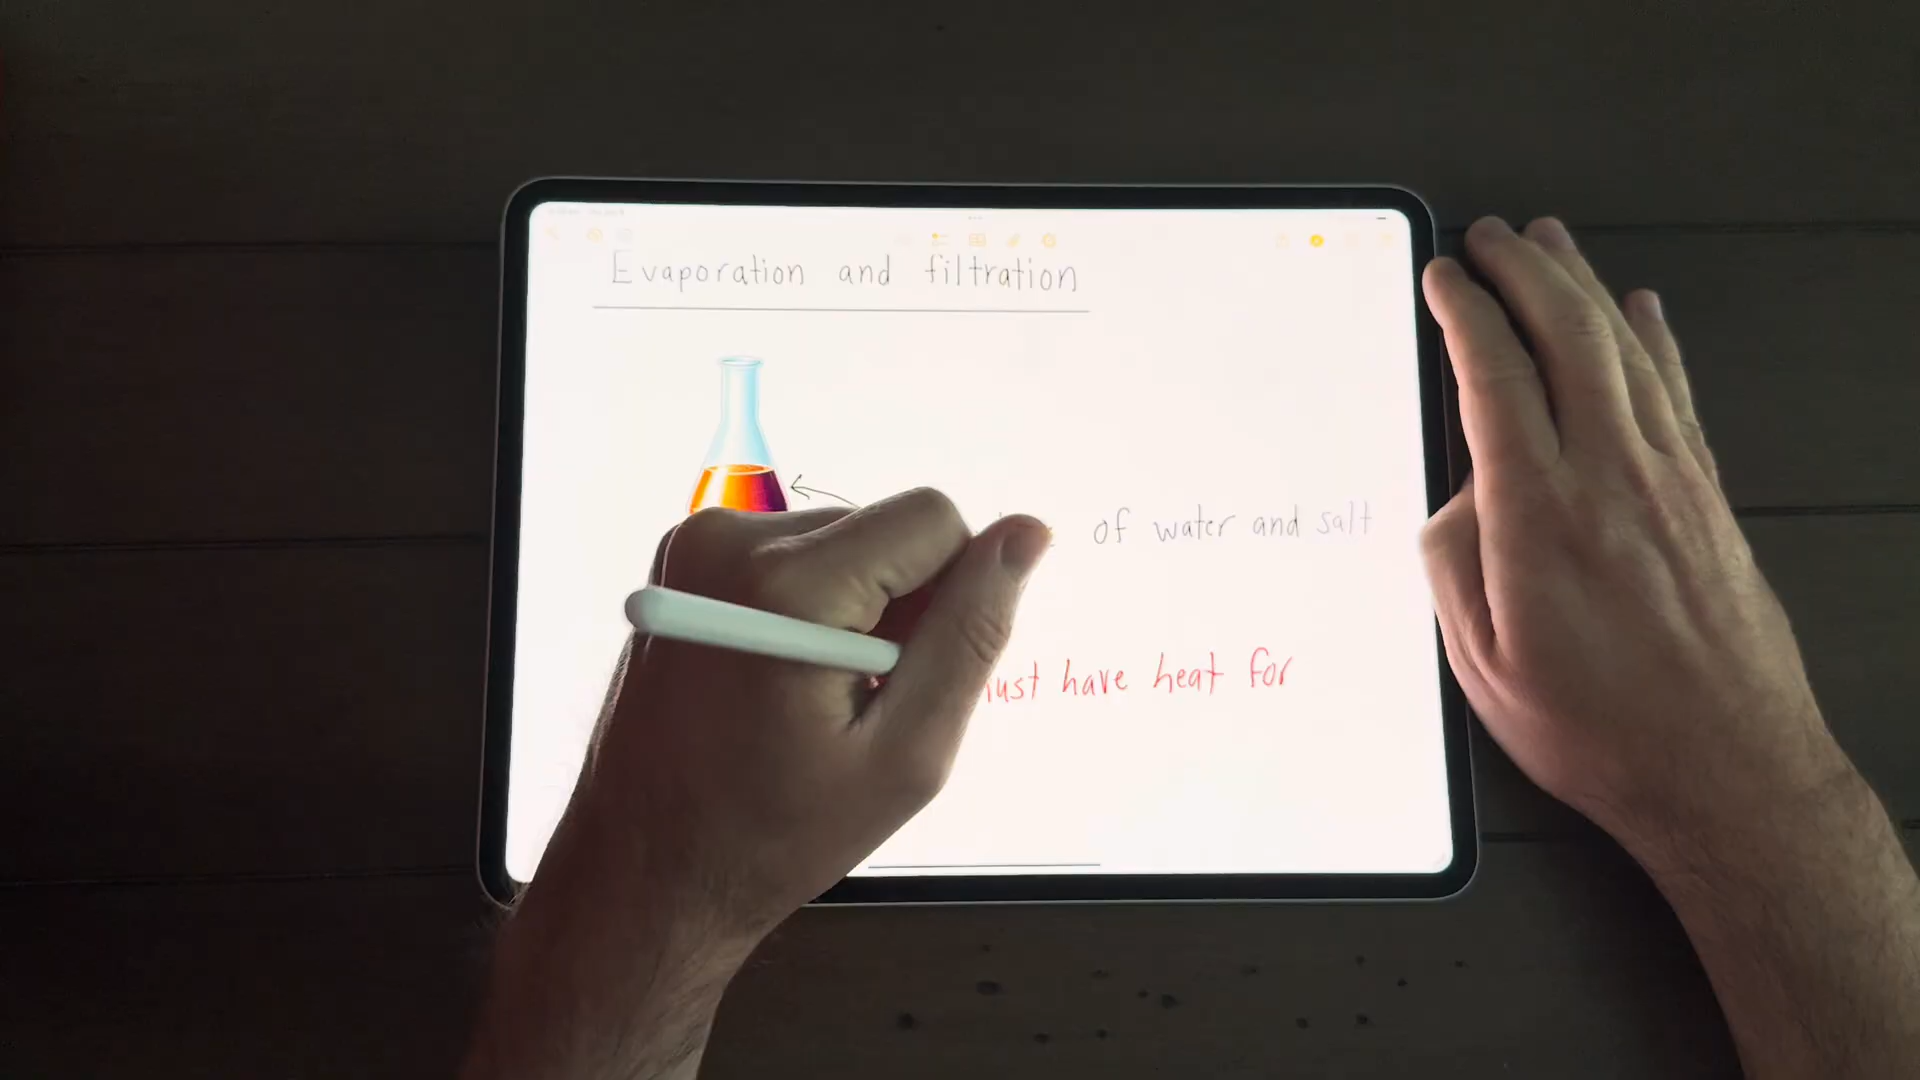 Evaporation and filtration
of water and salt
have heat for